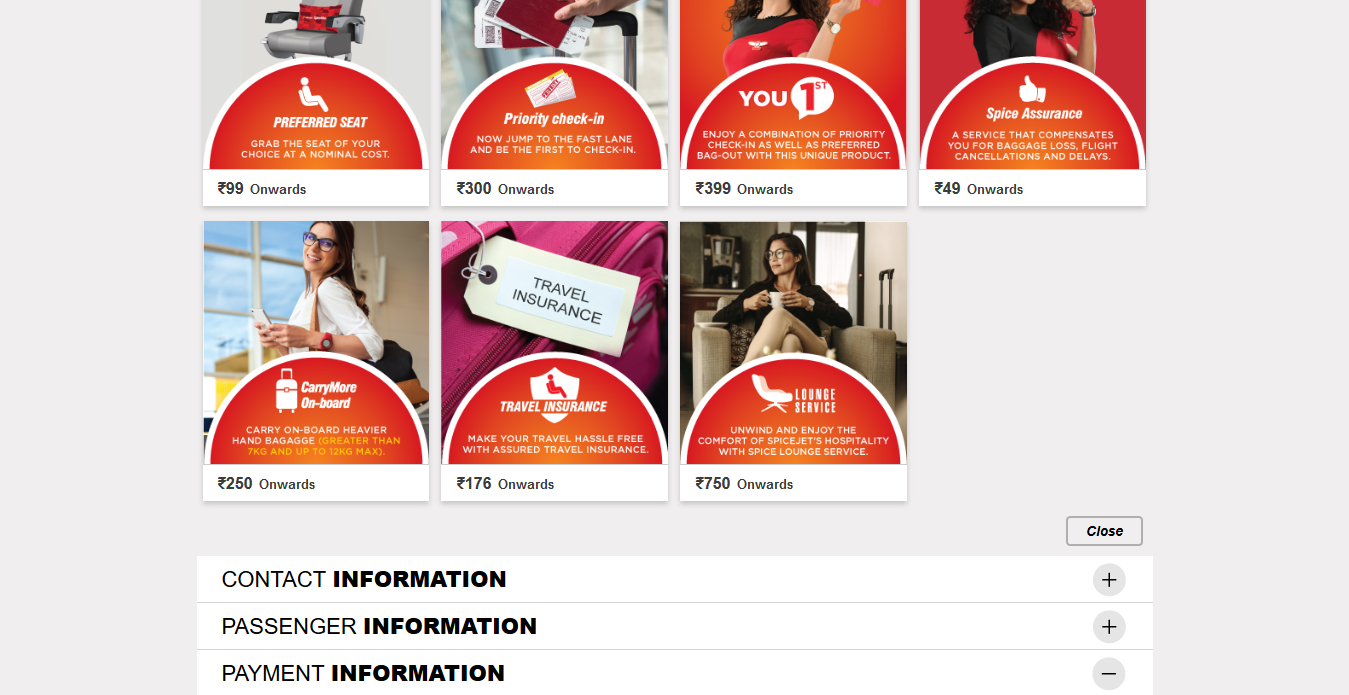 PREFERRED SEAT
GRAB THE SEAT OF YOUR
CHOICE AT A NOMINAL COST.
₹99 Onwards
Priority check-in
NOW JUMP TO THE FAST LANE
AND BE THE FIRST TO CHECK-IN.
₹300 Onwards
YOU 1ST
ENJOY A COMBINATION OF PRIORITY
CHECK-IN AS WELL AS PREFERRED
BAG-OUT WITH THIS UNIQUE PRODUCT.
₹399 Onwards
Spice Assurance
A SERVICE THAT COMPENSATES
YOU FOR BAGGAGE LOSS, FLIGHT
CANCELLATIONS AND DELAYS.
₹49 Onwards
CarryMore
On-board
CARRY ON-BOARD HEAVIER
HAND BAGAGGE (GREATER THAN
7KG AND UP TO 12KG MAX).
₹250 Onwards
TRAVEL
INSURANCE
TRAVEL INSURANCE
MAKE YOUR TRAVEL HASSLE FREE
WITH ASSURED TRAVEL INSURANCE.
₹176 Onwards
LOUNGE
SERVICE
UNWIND AND ENJOY THE
COMFORT OF SPICEJET'S HOSPITALITY
WITH SPICE LOUNGE SERVICE.
₹750 Onwards
Close
CONTACT INFORMATION
PASSENGER INFORMATION
PAYMENT INFORMATION